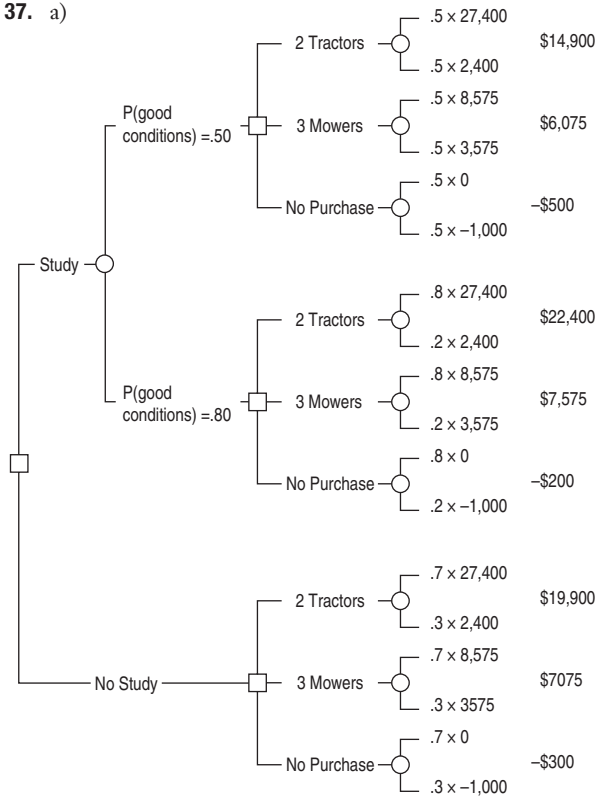 37. a)
.5 × 27,400
2 Tractors
$14,900
.5 × 2,400
P(good
conditions) =.50
.5 × 8,575
3 Mowers
$6,075
.5 × 3,575
.5 × 0
No Purchase
–$500
.5 × –1,000
Study
.8 × 27,400
2 Tractors
$22,400
.2 × 2,400
P(good
conditions) =.80
.8 × 8,575
3 Mowers
$7,575
.2 × 3,575
.8 × 0
No Purchase
–$200
.2 × –1,000
.7 × 27,400
2 Tractors
$19,900
.3 × 2,400
No Study
.7 × 8,575
3 Mowers
$7075
.3 × 3575
.7 × 0
No Purchase
–$300
.3 × –1,000